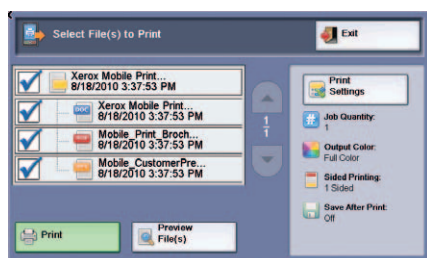 Select File(s) to Print
Exit
Xerox Mobile Print...
8/18/2010 3:37:53 PM
DOC
Xerox Mobile Print...
8/18/2010 3:37:53 PM
Mobile_Print_Broch...
8/18/2010 3:37:53 PM
Mobile_CustomerPre...
8/18/2010 3:37:53 PM
1
1
Print
Settings
Job Quantity:
1
Output Color:
Full Color
Sided Printing:
1 Sided
Save After Print:
Off
Print
Preview
File(s)